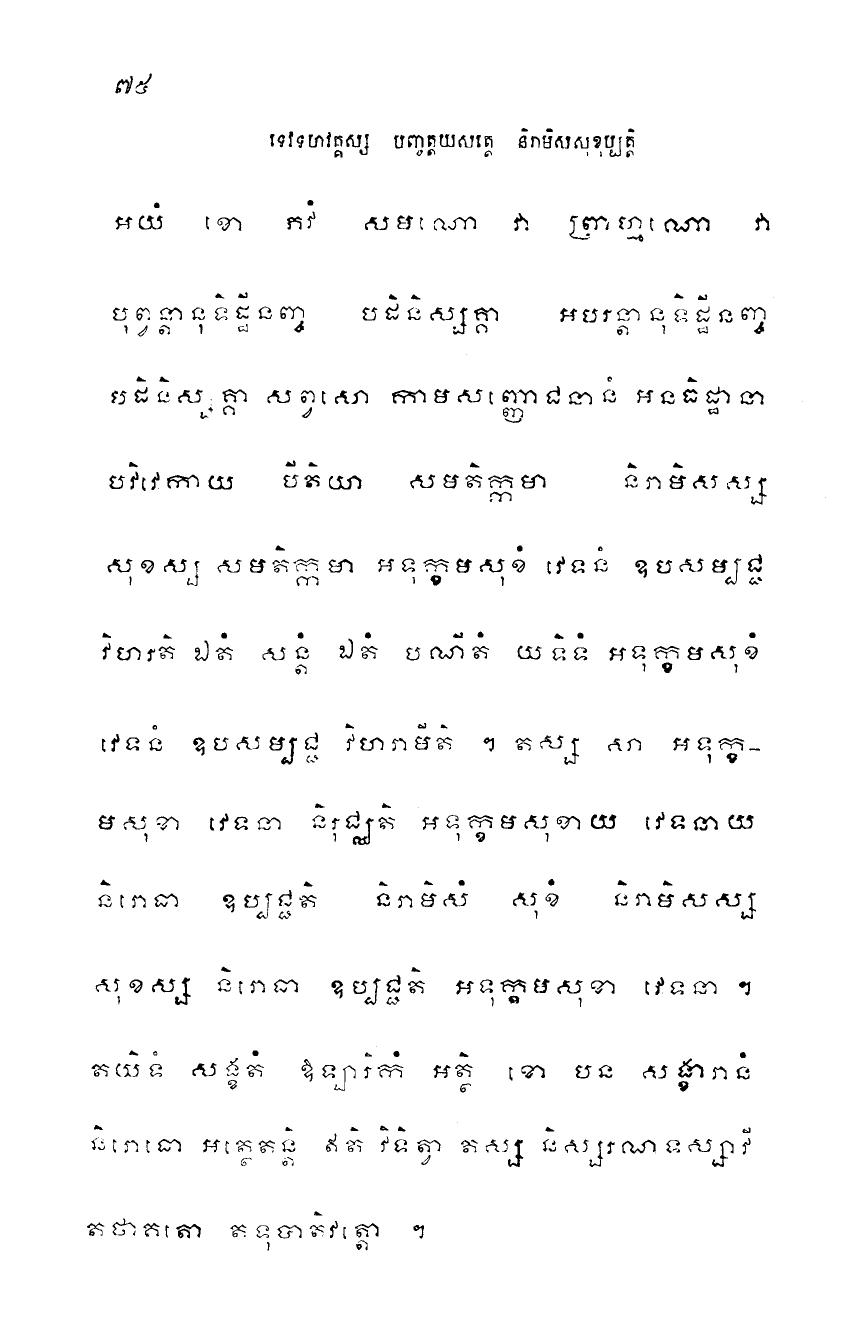 ៧៥
ទេវទហវគ្គស្ស បញ្ចត្តយសុត្តេ និរាមិសសុខុប្បត្តិ
អយំ ខោ ភវំ សមណោ វា ព្រាហ្មណោ វា
បុព្វន្តានុទិដ្ឋីនញ្ច បដិនិស្សគ្គា អបរន្តានុទិដ្ឋីនញ្ច
បដិនិស្សគ្គា សព្វសោ កាមសញ្ញោជនានំ អនធិដ្ឋានា
បវិវេកាយ បីតិយា សមតិក្កមា និរាមិសស្ស
សុខស្ស សមតិក្កមា អទុក្ខមសុខំ វេទនំ ឧបសម្បជ្ជ
វិហរតិ ឯតំ សន្តំ ឯតំ បណីតំ យទិទំ អទុក្ខមសុខំ
វេទនំ ឧបសម្បជ្ជ វិហរាមីតិ ។ តស្ស សា អទុក្ខ-
មសុខា វេទនា និរុជ្ឈតិ អទុក្ខមសុខាយ វេទនាយ
និរោធា ឧប្បជ្ជតិ និរាមិសំ សុខំ និរាមិសស្ស
សុខស្ស និរោធា ឧប្បជ្ជតិ អទុក្ខមសុខា វេទនា ។
តយិទំ សង្ខតំ ឱឡារិកំ អត្ថិ ខោ បន សង្ខារានំ
និរោធោ អត្ថេតន្តិ ឥតិ វិទិត្វា តស្ស និស្សរណទស្សាវី
តថាគតោ តទុបាតិវត្តោ ។